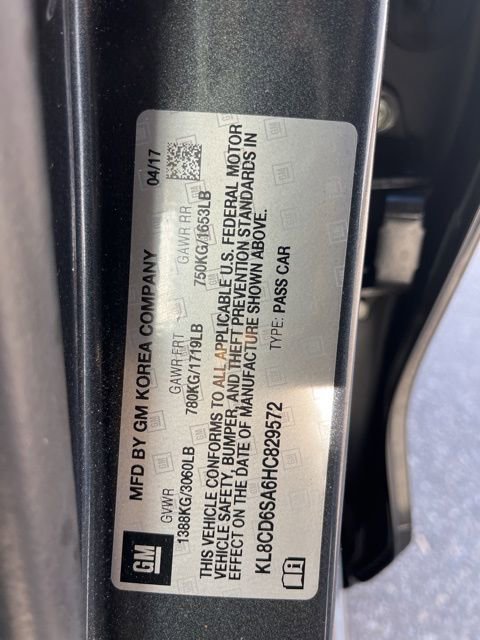 GM
MFD BY GM KOREA COMPANY 04/17
GVWR GAWR FRT GAWR RR
1388KG/3060LB 780KG/1719LB 750KG/1653LB
THIS VEHICLE CONFORMS TO ALL APPLICABLE U.S. FEDERAL MOTOR
VEHICLE SAFETY, BUMPER, AND THEFT PREVENTION STANDARDS IN
EFFECT ON THE DATE OF MANUFACTURE SHOWN ABOVE.
KL8CD6SA6HC829572 TYPE: PASS CAR